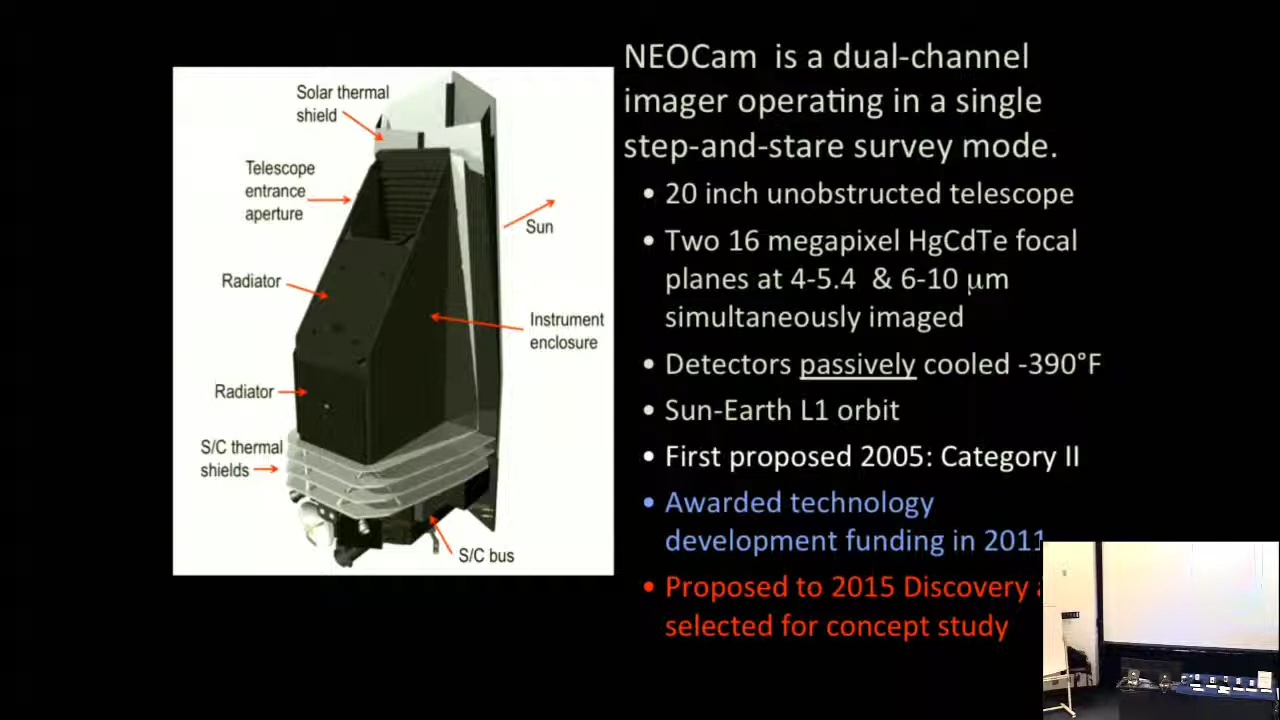 Solar thermal
shield
Telescope
entrance
aperture
Sun
Radiator
Instrument
enclosure
Radiator
S/C thermal
shields
S/C bus
NEOCam is a dual-channel
imager operating in a single
step-and-stare survey mode.
• 20 inch unobstructed telescope
• Two 16 megapixel HgCdTe focal
planes at 4-5.4 & 6-10 μm
simultaneously imaged
• Detectors passively cooled -390°F
• Sun-Earth L1 orbit
• First proposed 2005: Category II
• Awarded technology
development funding in 2011
• Proposed to 2015 Discovery
selected for concept study